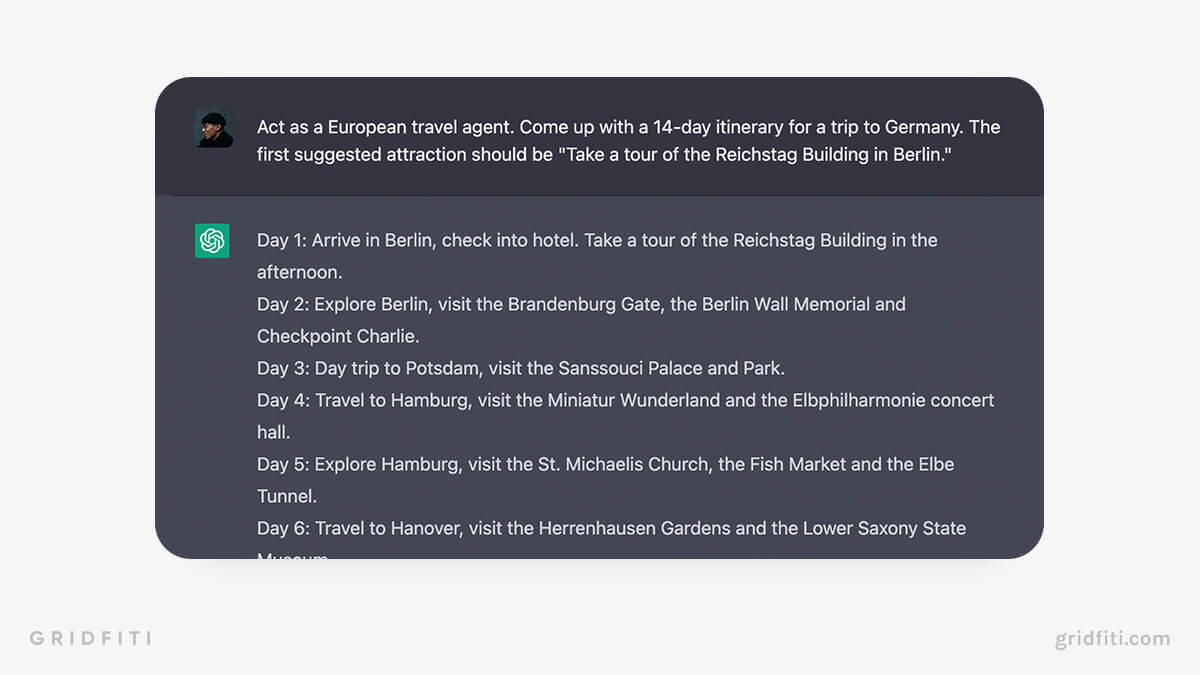 Act as a European travel agent. Come up with a 14-day itinerary for a trip to Germany. The
first suggested attraction should be "Take a tour of the Reichstag Building in Berlin."
Day 1: Arrive in Berlin, check into hotel. Take a tour of the Reichstag Building in the
afternoon.
Day 2: Explore Berlin, visit the Brandenburg Gate, the Berlin Wall Memorial and
Checkpoint Charlie.
Day 3: Day trip to Potsdam, visit the Sanssouci Palace and Park.
Day 4: Travel to Hamburg, visit the Miniatur Wunderland and the Elbphilharmonie concert
hall.
Day 5: Explore Hamburg, visit the St. Michaelis Church, the Fish Market and the Elbe
Tunnel.
Day 6: Travel to Hanover, visit the Herrenhausen Gardens and the Lower Saxony State
Museum.
GRIDFITI
gridfiti.com